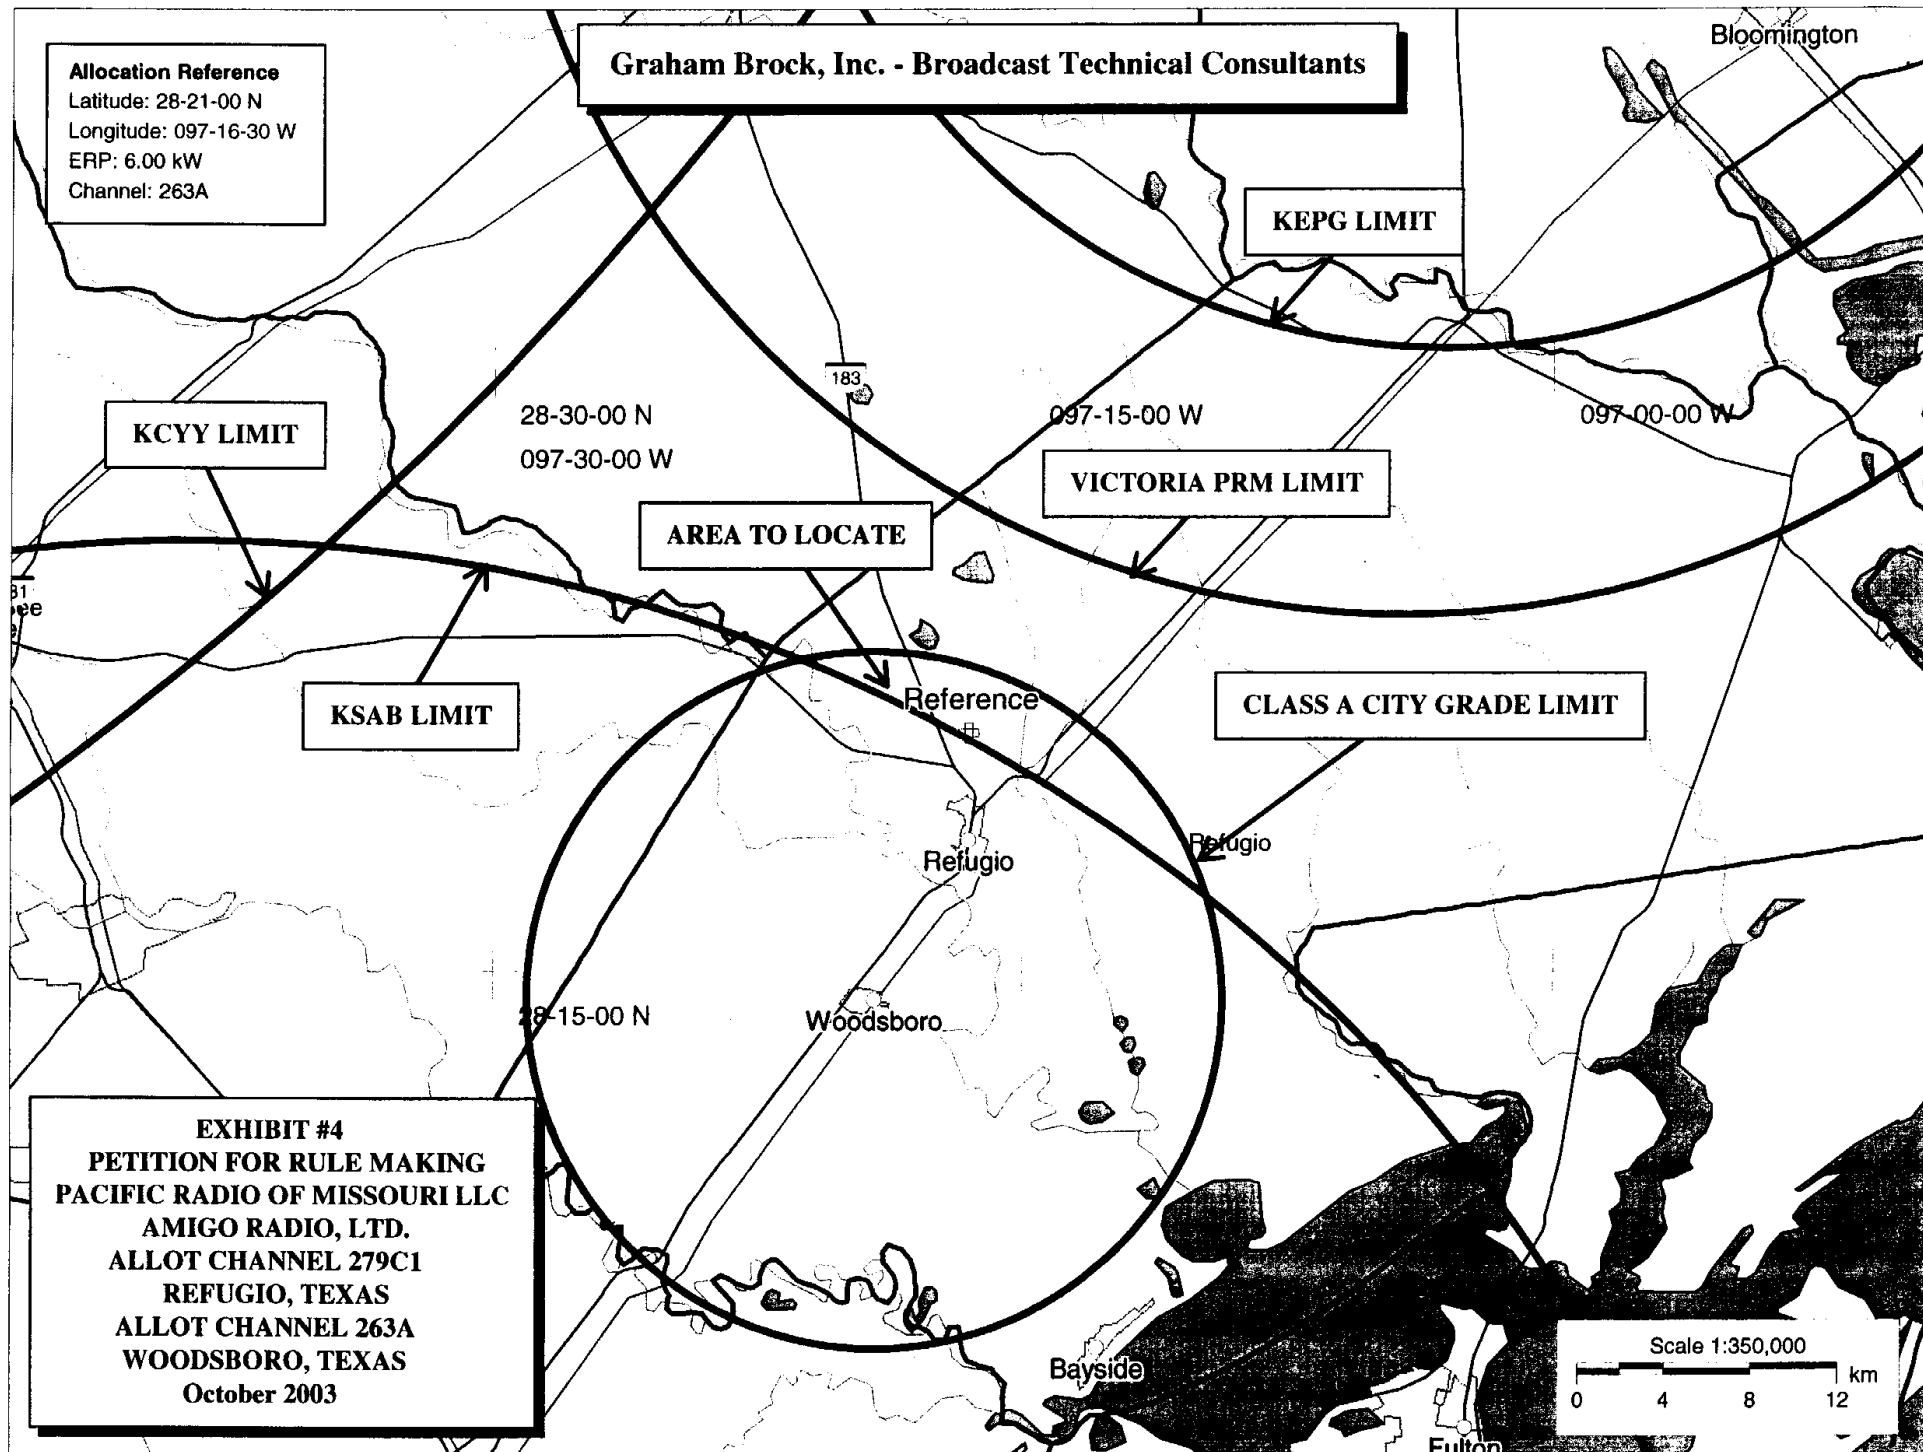 Graham Brock, Inc. - Broadcast Technical Consultants
Bloomington
Allocation Reference
Latitude: 28-21-00 N
Longitude: 097-16-30 W
ERP: 6.00 kW
Channel: 263A
KEPG LIMIT
183
28-30-00 N
097-30-00 W
097-15-00 W
097-00-00 W
KCYY LIMIT
VICTORIA PRM LIMIT
AREA TO LOCATE
KSAB LIMIT
Reference
CLASS A CITY GRADE LIMIT
Refugio
Refugio
28-15-00 N
Woodsboro
EXHIBIT #4
PETITION FOR RULE MAKING
PACIFIC RADIO OF MISSOURI LLC
AMIGO RADIO, LTD.
ALLOT CHANNEL 279C1
REFUGIO, TEXAS
ALLOT CHANNEL 263A
WOODSBORO, TEXAS
October 2003
Bayside
Fulton
Scale 1:350,000
km
0 4 8 12